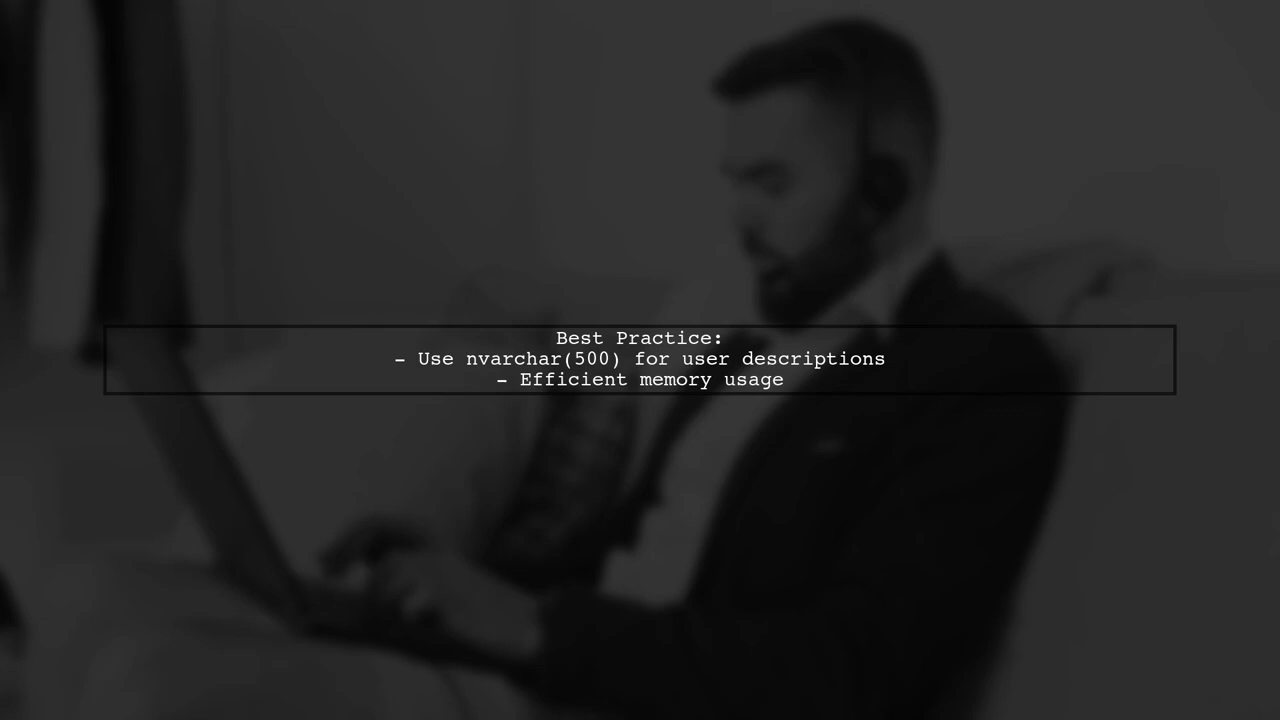 Best Practice:
- Use nvarchar(500) for user descriptions
- Efficient memory usage